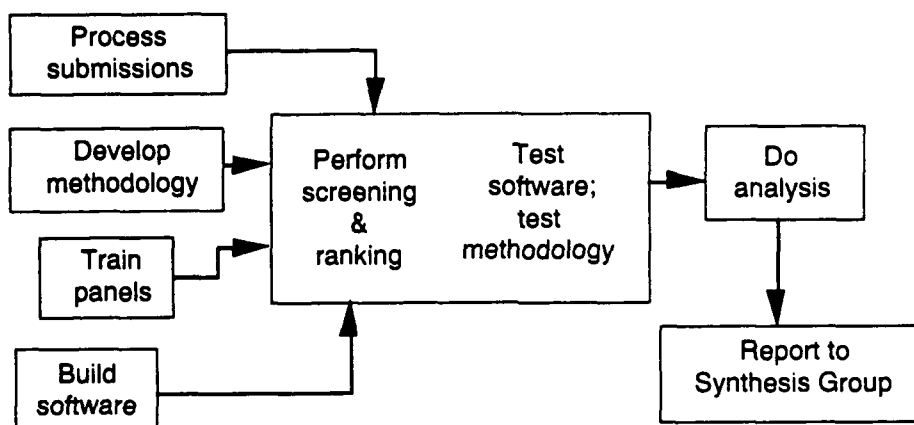 Process
submissions
Develop
methodology
Train
panels
Build
software
Perform
screening
&
ranking
Test
software;
test
methodology
Do
analysis
Report to
Synthesis Group